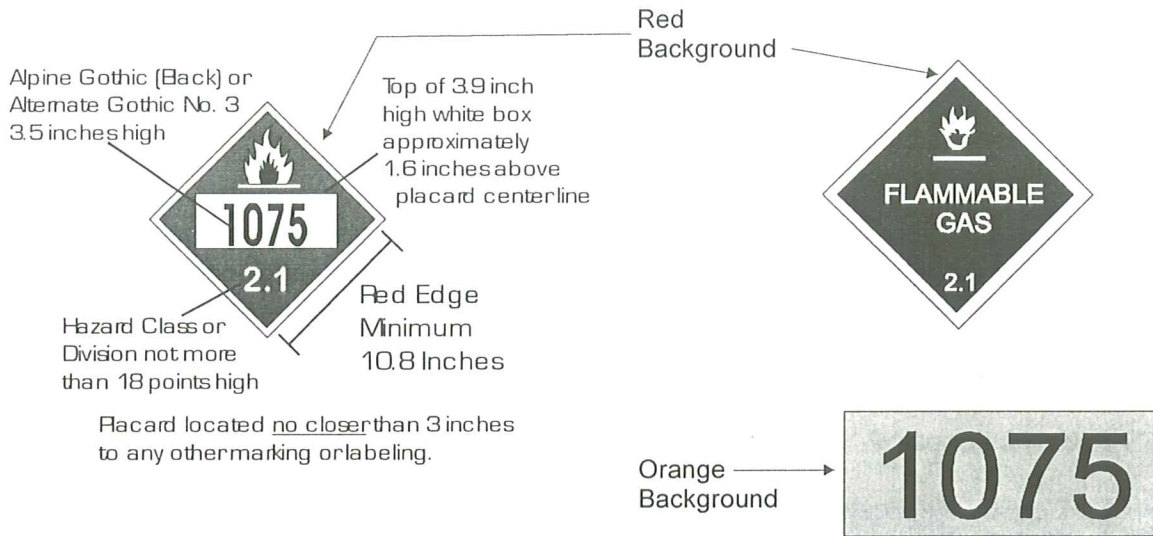 Red
Background
Alpine Gothic (Back) or
Alternate Gothic No. 3
3.5 inches high
Top of 3.9 inch
high white box
approximately
1.6 inches above
placard centerline
1075
2.1
Red Edge
Minimum
10.8 Inches
Hazard Class or
Division not more
than 18 points high
Placard located no closer than 3 inches
to any other marking or labeling.
FLAMMABLE
GAS
2.1
Orange
Background
1075